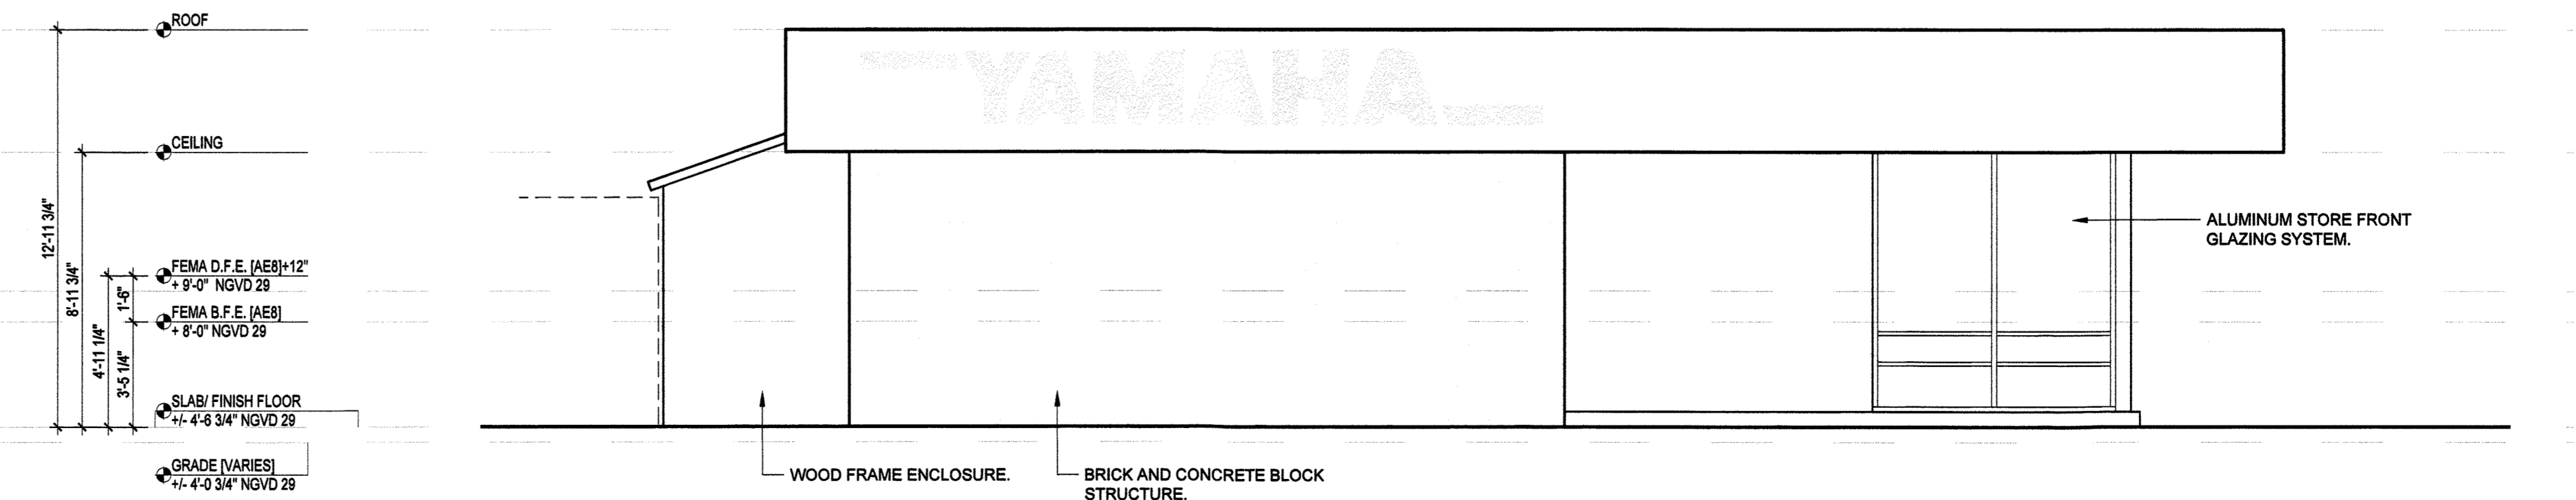 ROOF
YAMAHA
CEILING
12'-11 3/4"
8'-11 3/4"
4'-11 1/4"
1'-6"
3'-5 1/4"
FEMA D.F.E. [AE8]+12"
+ 9'-0" NGVD 29
FEMA B.F.E. [AE8]
+ 8'-0" NGVD 29
SLAB/ FINISH FLOOR
+/- 4'-6 3/4" NGVD 29
GRADE [VARIES]
+/- 4'-0 3/4" NGVD 29
ALUMINUM STORE FRONT
GLAZING SYSTEM.
WOOD FRAME ENCLOSURE.
BRICK AND CONCRETE BLOCK
STRUCTURE.